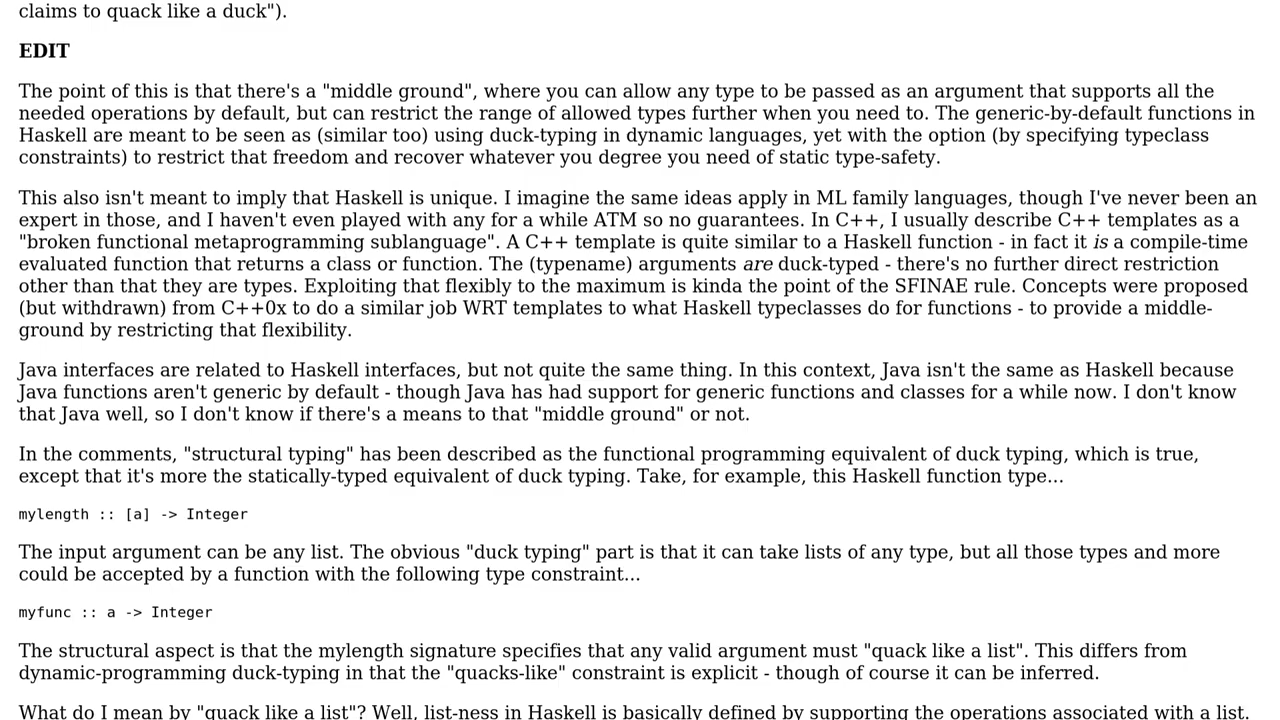 claims to quack like a duck").
EDIT
The point of this is that there's a "middle ground", where you can allow any type to be passed as an argument that supports all the
needed operations by default, but can restrict the range of allowed types further when you need to. The generic-by-default functions in
Haskell are meant to be seen as (similar too) using duck-typing in dynamic languages, yet with the option (by specifying typeclass
constraints) to restrict that freedom and recover whatever you degree you need of static type-safety.
This also isn't meant to imply that Haskell is unique. I imagine the same ideas apply in ML family languages, though I've never been an
expert in those, and I haven't even played with any for a while ATM so no guarantees. In C++, I usually describe C++ templates as a
"broken functional metaprogramming sublanguage". A C++ template is quite similar to a Haskell function - in fact it is a compile-time
evaluated function that returns a class or function. The (typename) arguments are duck-typed - there's no further direct restriction
other than that they are types. Exploiting that flexibly to the maximum is kinda the point of the SFINAE rule. Concepts were proposed
(but withdrawn) from C++0x to do a similar job WRT templates to what Haskell typeclasses do for functions - to provide a middle-
ground by restricting that flexibility.
Java interfaces are related to Haskell interfaces, but not quite the same thing. In this context, Java isn't the same as Haskell because
Java functions aren't generic by default - though Java has had support for generic functions and classes for a while now. I don't know
that Java well, so I don't know if there's a means to that "middle ground" or not.
In the comments, "structural typing" has been described as the functional programming equivalent of duck typing, which is true,
except that it's more the statically-typed equivalent of duck typing. Take, for example, this Haskell function type...
mylength :: [a] -> Integer
The input argument can be any list. The obvious "duck typing" part is that it can take lists of any type, but all those types and more
could be accepted by a function with the following type constraint...
myfunc :: a -> Integer
The structural aspect is that the mylength signature specifies that any valid argument must "quack like a list". This differs from
dynamic-programming duck-typing in that the "quacks-like" constraint is explicit - though of course it can be inferred.
What do I mean by "quack like a list"? Well, list-ness in Haskell is basically defined by supporting the operations associated with a list.